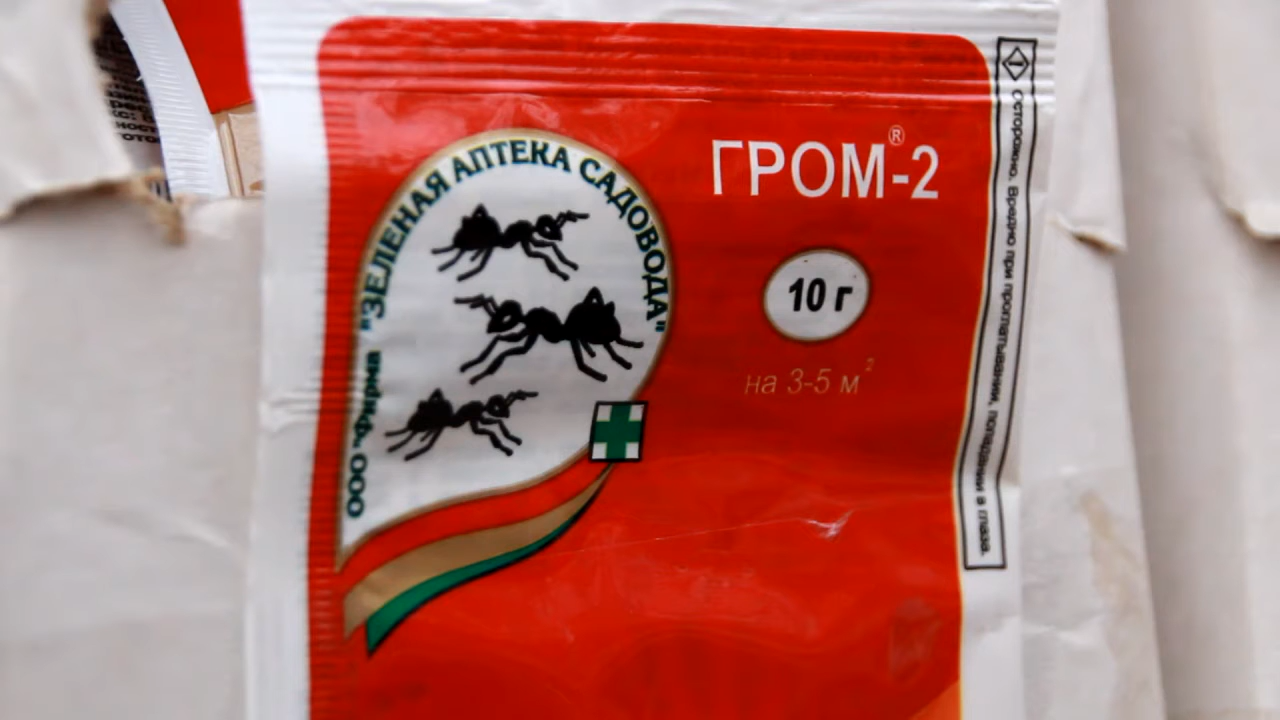 ООО "Фирма "ЗЕЛЕНАЯ АПТЕКА САДОВОДА"
ГРОМ®-2
10 г
на 3-5 м²
Осторожно. Вредно при проглатывании, попадании в глаза.